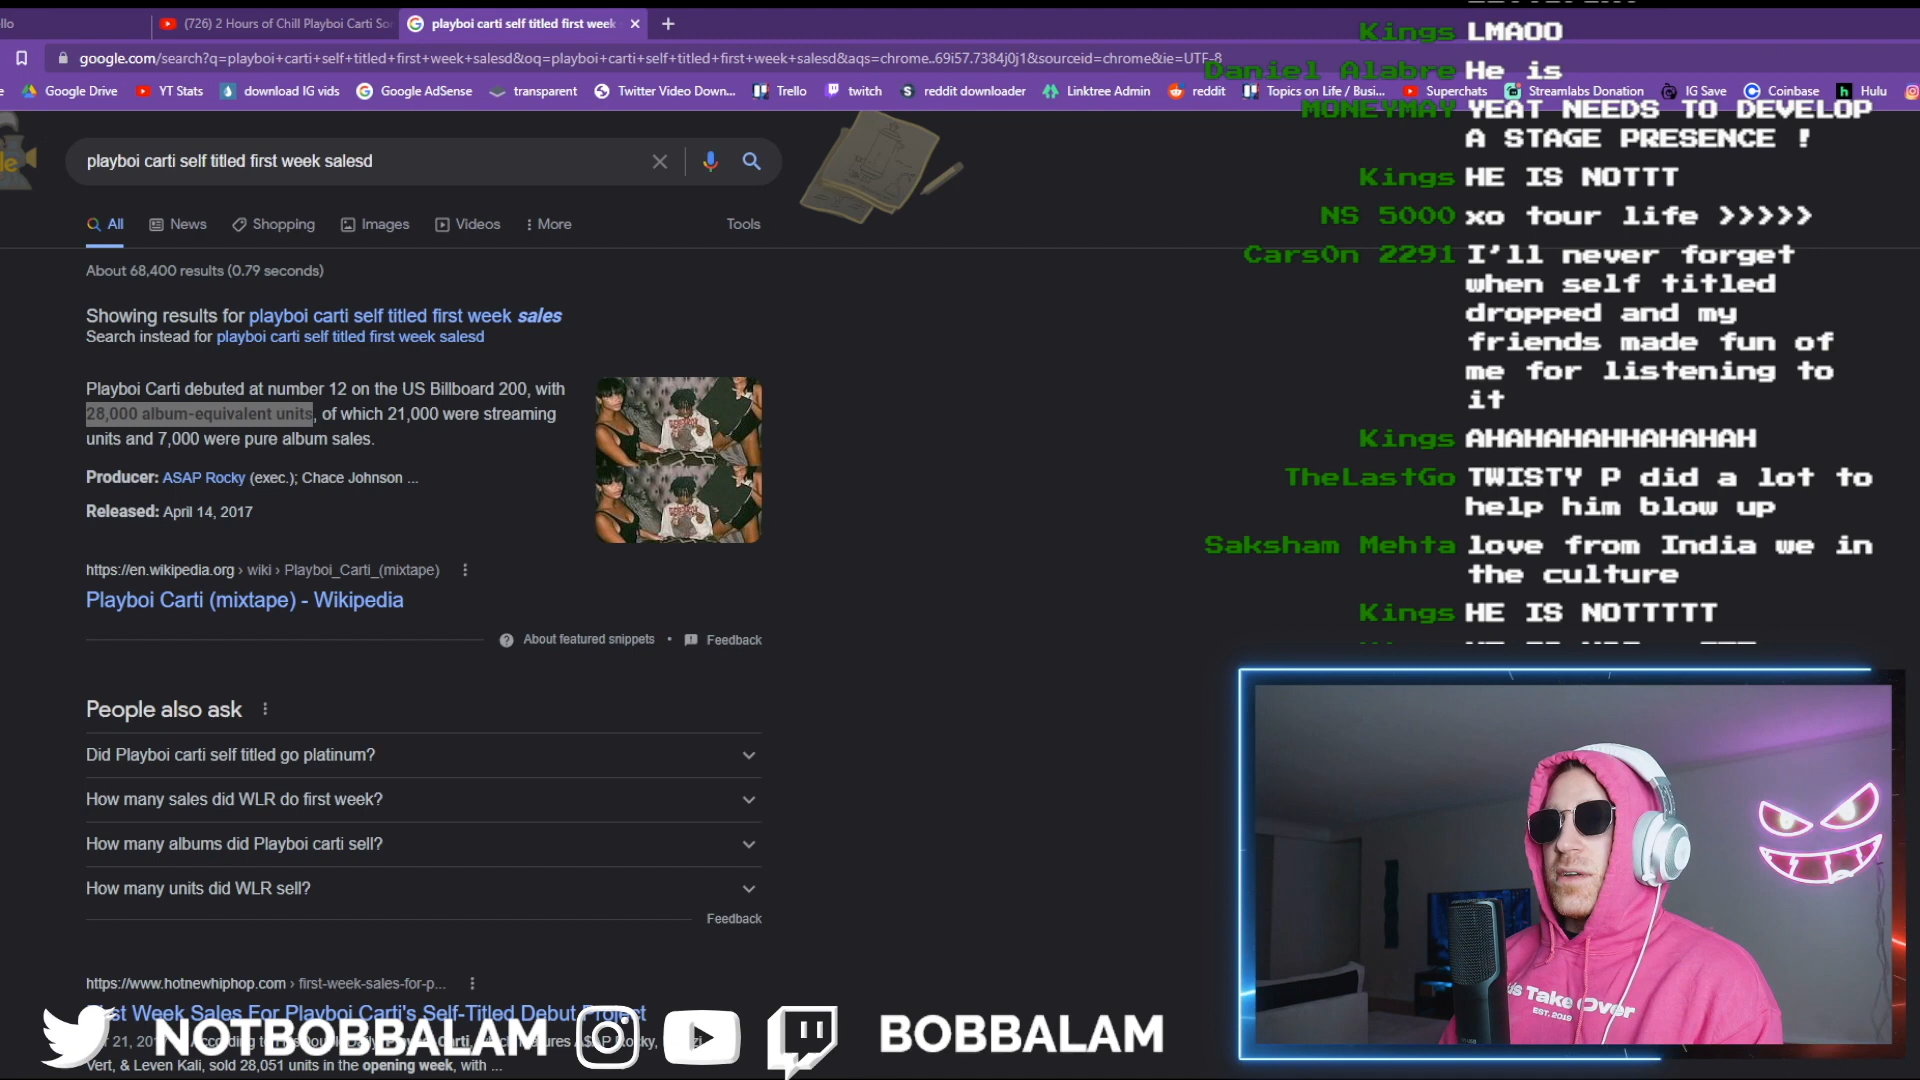 (726) 2 Hours of Chill Playboi Carti
playboi carti self titled first week
google.com/search?q=playboi+carti+self+titled+first+week+salesd&oq=playboi+carti+self+titled+first+week+salesd&aqs=chrome..69i57.7384j0j1&sourceid=chrome&ie=UTF-8
Google Drive YT Stats download IG vids Google AdSense transparent Twitter Video Down... Trello twitch reddit downloader Linktree Admin reddit Topics on Life / Busi... Superchats Streamlabs Donation IG Save Coinbase Hulu
playboi carti self titled first week salesd
All News Shopping Images Videos More Tools
About 68,400 results (0.79 seconds)
Showing results for playboi carti self titled first week sales
Search instead for playboi carti self titled first week salesd
Playboi Carti debuted at number 12 on the US Billboard 200, with
28,000 album-equivalent units, of which 21,000 were streaming
units and 7,000 were pure album sales.
Producer: ASAP Rocky (exec.); Chace Johnson ...
Released: April 14, 2017
https://en.wikipedia.org › wiki › Playboi_Carti_(mixtape)
Playboi Carti (mixtape) - Wikipedia
About featured snippets • Feedback
People also ask
Did Playboi carti self titled go platinum?
How many sales did WLR do first week?
How many albums did Playboi carti sell?
How many units did WLR sell?
Feedback
https://www.hotnewhiphop.com › first-week-sales-for-p...
Week Sales For Playboi Carti's Self-Titled Debut Project
Vert, & Leven Kali, sold 28,051 units in the opening week, with ...
NOTBOBBALAM BOBBALAM
Kings LMAOO
Daniel Alabre He is
MONEYMAY YEAT NEEDS TO DEVELOP
A STAGE PRESENCE !
Kings HE IS NOTTT
NS 5000 xo tour life >>>>>
CarsOn 2291 I'll never forget
when self titled
dropped and my
friends made fun of
me for listening to
it
Kings AHAHAHAHHAHAHAH
TheLastGo TWISTY P did a lot to
help him blow up
Saksham Mehta love from India we in
the culture
Kings HE IS NOTTTTT
Take Over
EST. 2019